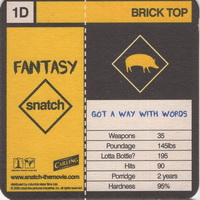 1D
BRICK TOP
FANTASY
snatch
GOT A WAY WITH WORDS
Weapons 35
Poundage 145lbs
Lotta Bottle? 195
Hits 90
Porridge 2 years
Hardness 95%
CARLING
www.snatch-themovie.com